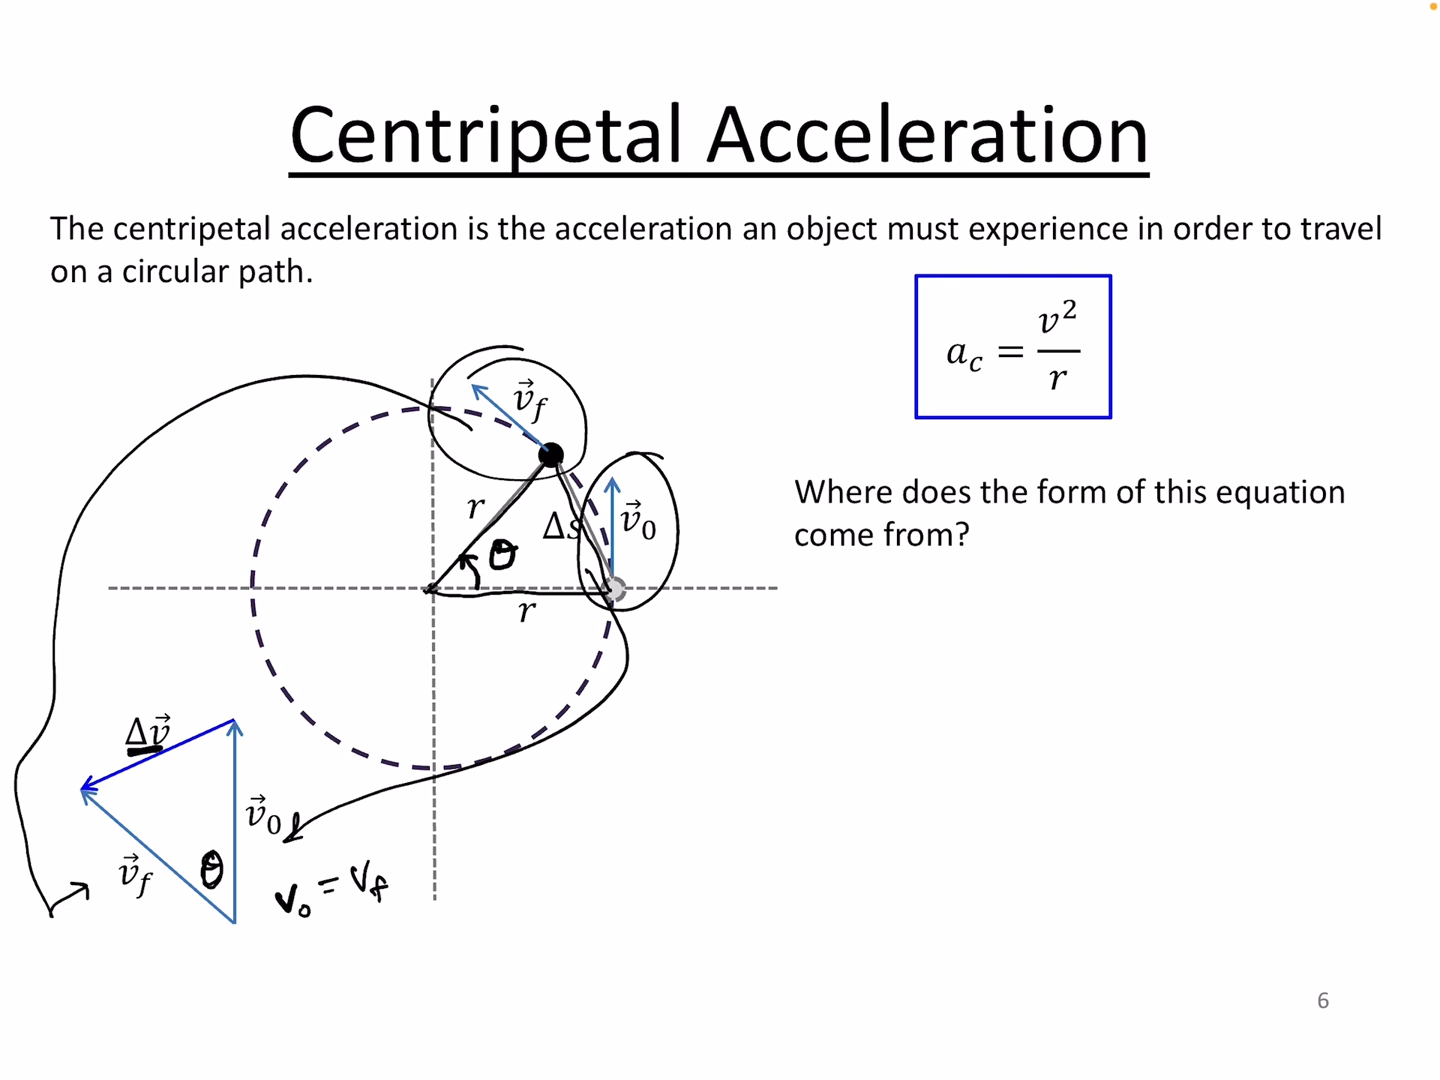 Centripetal Acceleration
The centripetal acceleration is the acceleration an object must experience in order to travel
on a circular path.
a_c = v²/r
v⃗_f
r
Δs
v⃗_0
θ
r
Where does the form of this equation
come from?
Δv⃗
v⃗_0
v⃗_f
θ
v_0 = v_f
6